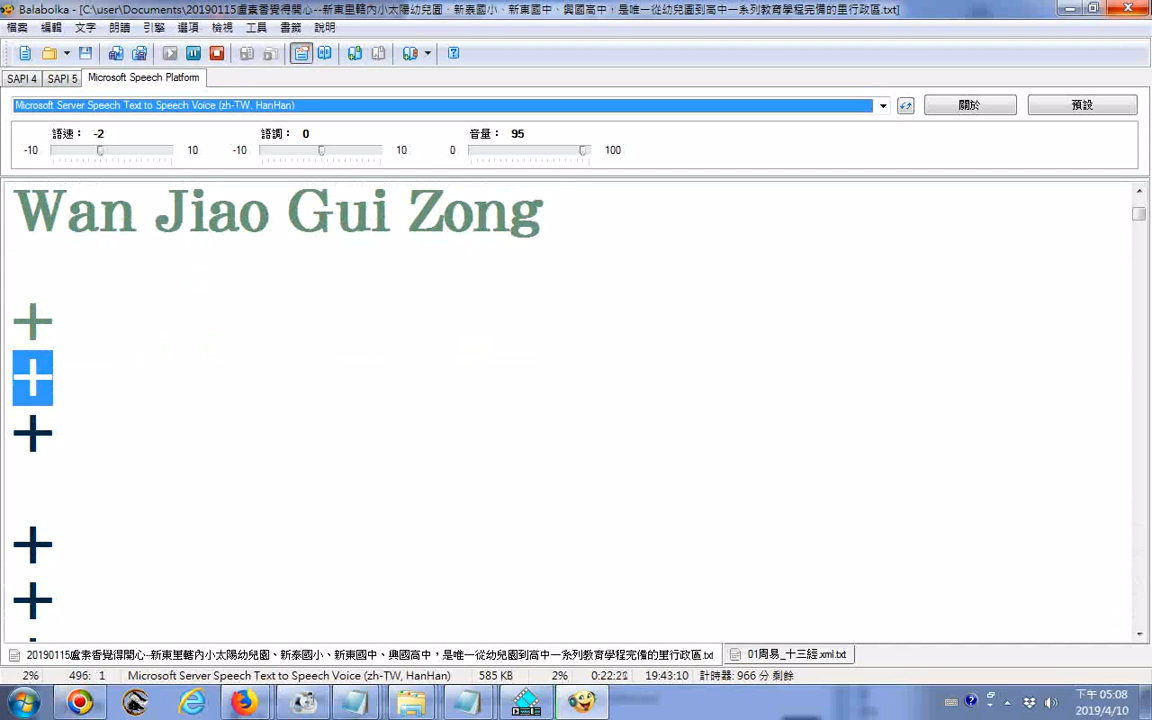 Balabolka - [C:\user\Documents\20190115盧素香覺得開心--新東里轄內小太陽幼兒園、新泰國小、新東國中、興國高中，是唯一從幼兒園到高中一系列教育學程完備的里行政區.txt]
檔案 編輯 文字 朗讀 引擎 選項 檢視 工具 書籤 說明
SAPI 4 SAPI 5 Microsoft Speech Platform
Microsoft Server Speech Text to Speech Voice (zh-TW, HanHan) 關於 預設
語速： -2 語調： 0 音量： 95
-10 10 -10 10 0 100
Wan Jiao Gui Zong
+
+
+
+
+
20190115盧素香覺得開心--新東里轄內小太陽幼兒園、新泰國小、新東國中、興國高中，是唯一從幼兒園到高中一系列教育學程完備的里行政區.txt 01周易_十三經.xml.txt
2% 496: 1 Microsoft Server Speech Text to Speech Voice (zh-TW, HanHan) 585 KB 2% 0:22:21 19:43:10 計時器: 966 分 剩餘
下午 05:08
2019/4/10